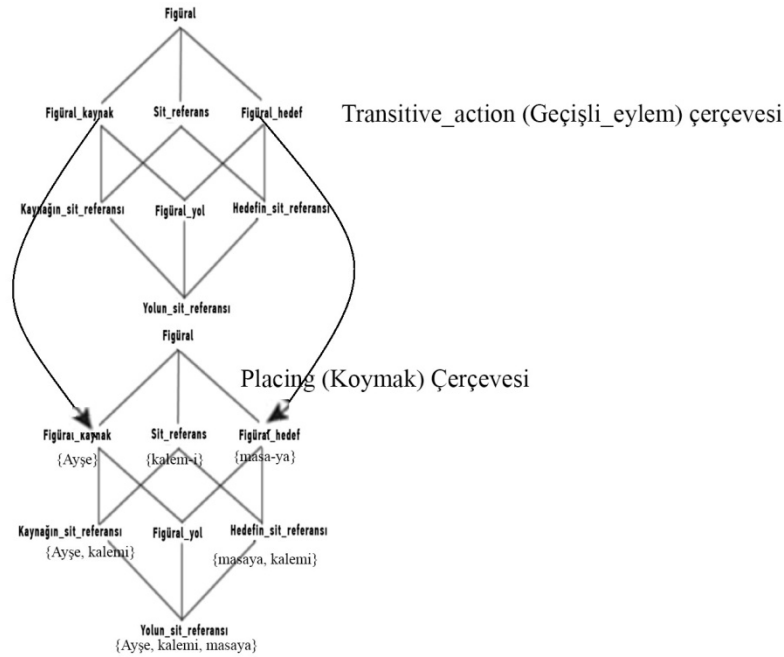 Figüral
Figüral_kaynak Sit_referans Figüral_hedef
Transitive_action (Geçişli_eylem) çerçevesi
Kaynağın_sit_referansı Figüral_yol Hedefin_sit_referansı
Yolun_sit_referansı
Figüral
Placing (Koymak) Çerçevesi
Figüral_kaynak Sit_referans Figüral_hedef
{Ayşe} {kalem-i} {masa-ya}
Kaynağın_sit_referansı Figüral_yol Hedefin_sit_referansı
{Ayşe, kalemi} {masaya, kalemi}
Yolun_sit_referansı
{Ayşe, kalemi, masaya}